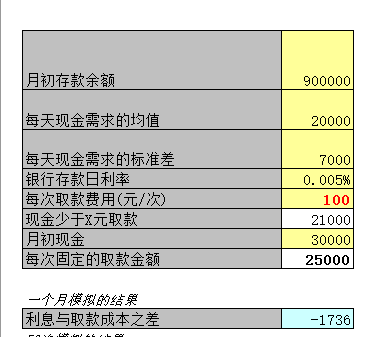 月初存款余额 900000
每天现金需求的均值 20000
每天现金需求的标准差 7000
银行存款日利率 0.005%
每次取款费用(元/次) 100
现金少于X元取款 21000
月初现金 30000
每次固定的取款金额 25000
一个月模拟的结果
利息与取款成本之差 -1736